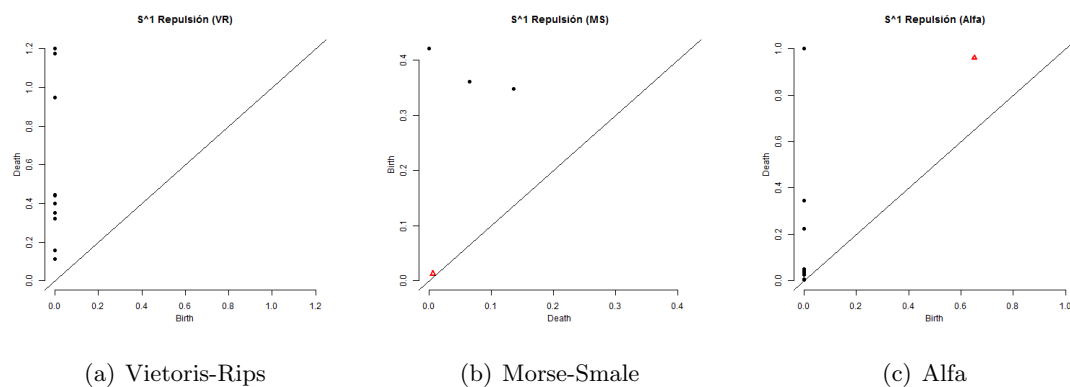 S^1 Repulsión (VR)
Death
0.0 0.2 0.4 0.6 0.8 1.0 1.2
0.0 0.2 0.4 0.6 0.8 1.0 1.2
Birth
(a) Vietoris-Rips
S^1 Repulsión (MS)
Birth
0.0 0.1 0.2 0.3 0.4
0.0 0.1 0.2 0.3 0.4
Death
(b) Morse-Smale
S^1 Repulsión (Alfa)
Death
0.0 0.2 0.4 0.6 0.8 1.0
0.0 0.2 0.4 0.6 0.8 1.0
Birth
(c) Alfa